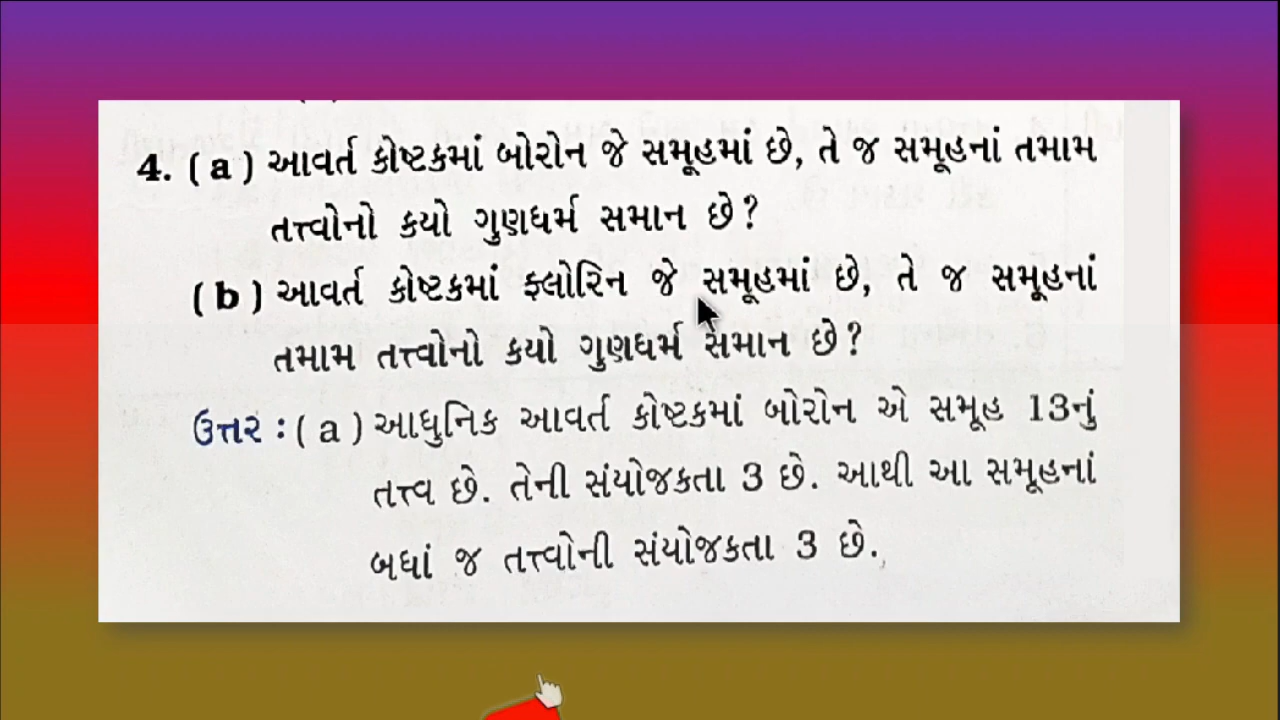 4. ( a ) આવર્ત કોષ્ટકમાં બોરોન જે સમૂહમાં છે, તે જ સમૂહનાં તમામ
તત્ત્વોનો કયો ગુણધર્મ સમાન છે?
( b ) આવર્ત કોષ્ટકમાં ફ્લોરિન જે સમૂહમાં છે, તે જ સમૂહનાં
તમામ તત્ત્વોનો કયો ગુણધર્મ સમાન છે?
ઉત્તર : ( a ) આધુનિક આવર્ત કોષ્ટકમાં બોરોન એ સમૂહ 13નું
તત્ત્વ છે. તેની સંયોજકતા 3 છે. આથી આ સમૂહનાં
બધાં જ તત્ત્વોની સંયોજકતા 3 છે.